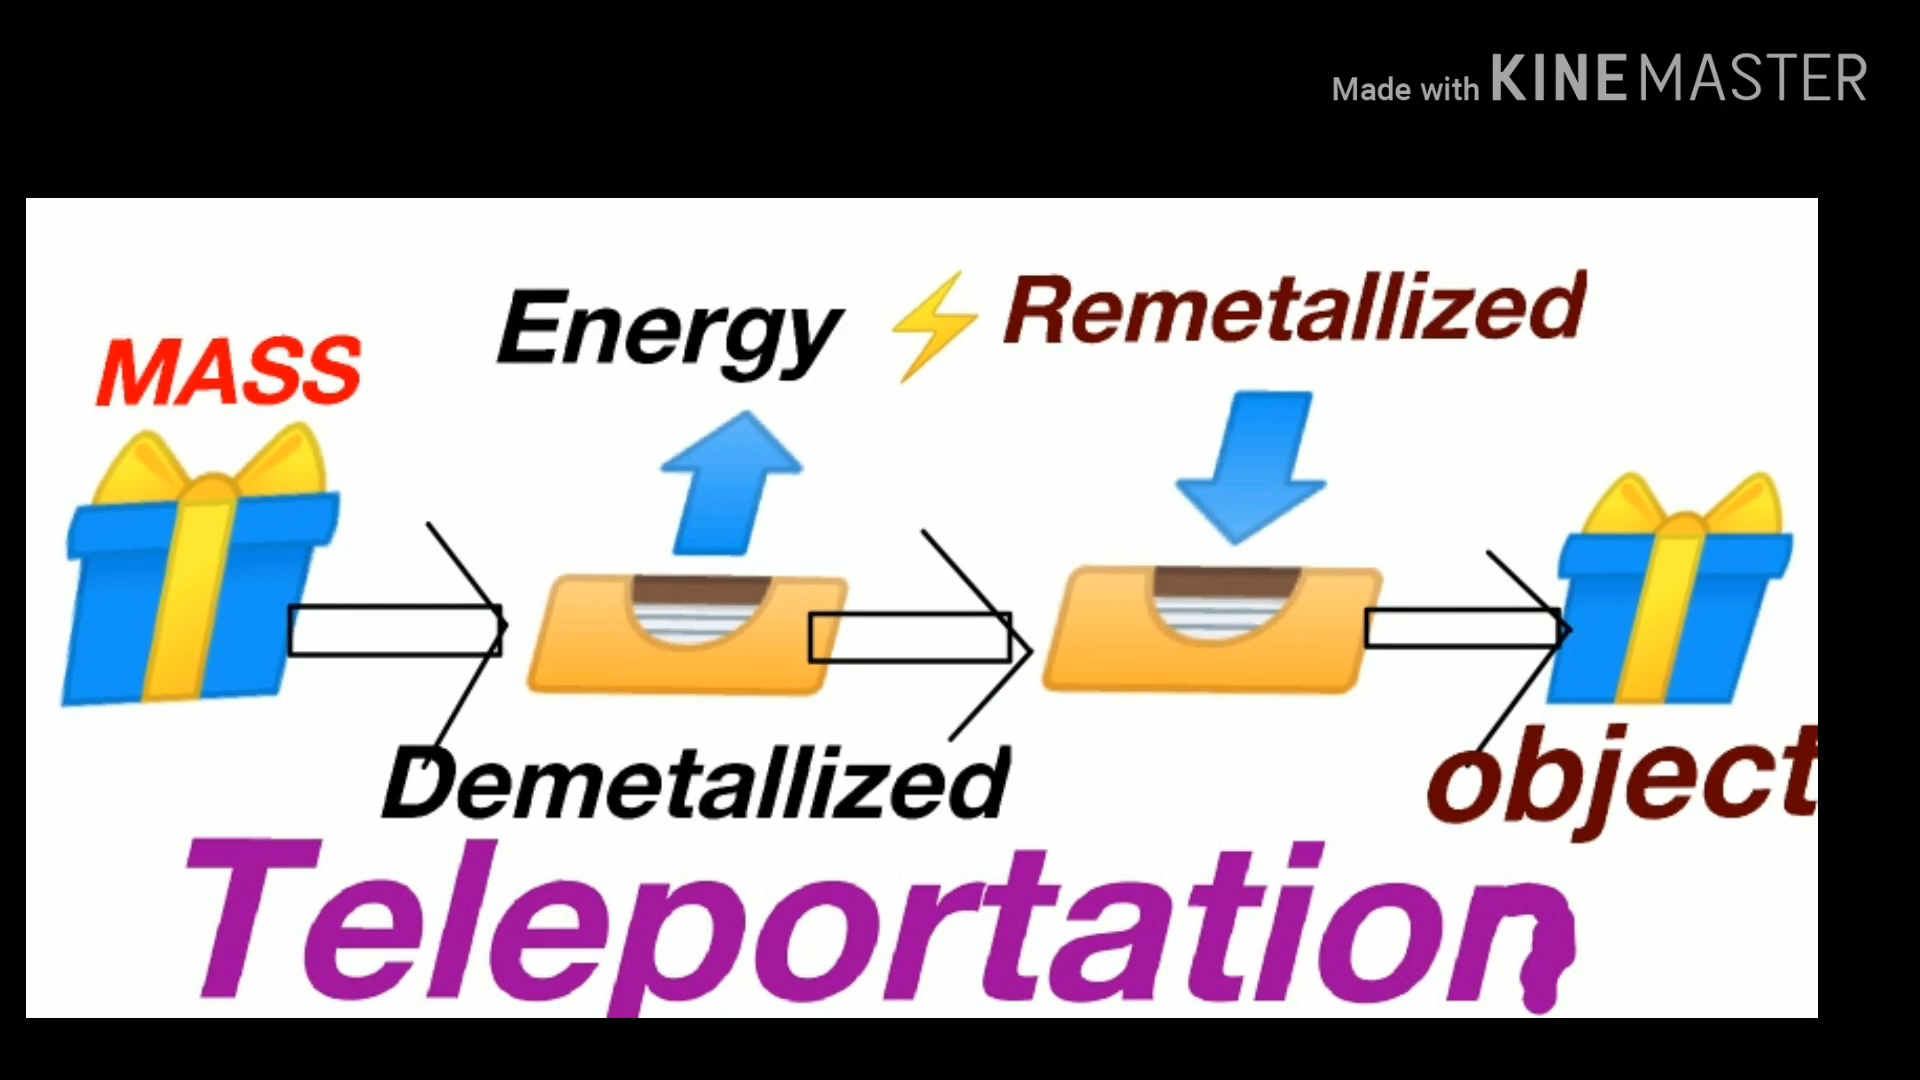 Made with KINEMASTER
MASS
Energy ⚡ Remetallized
Demetallized
object
Teleportation